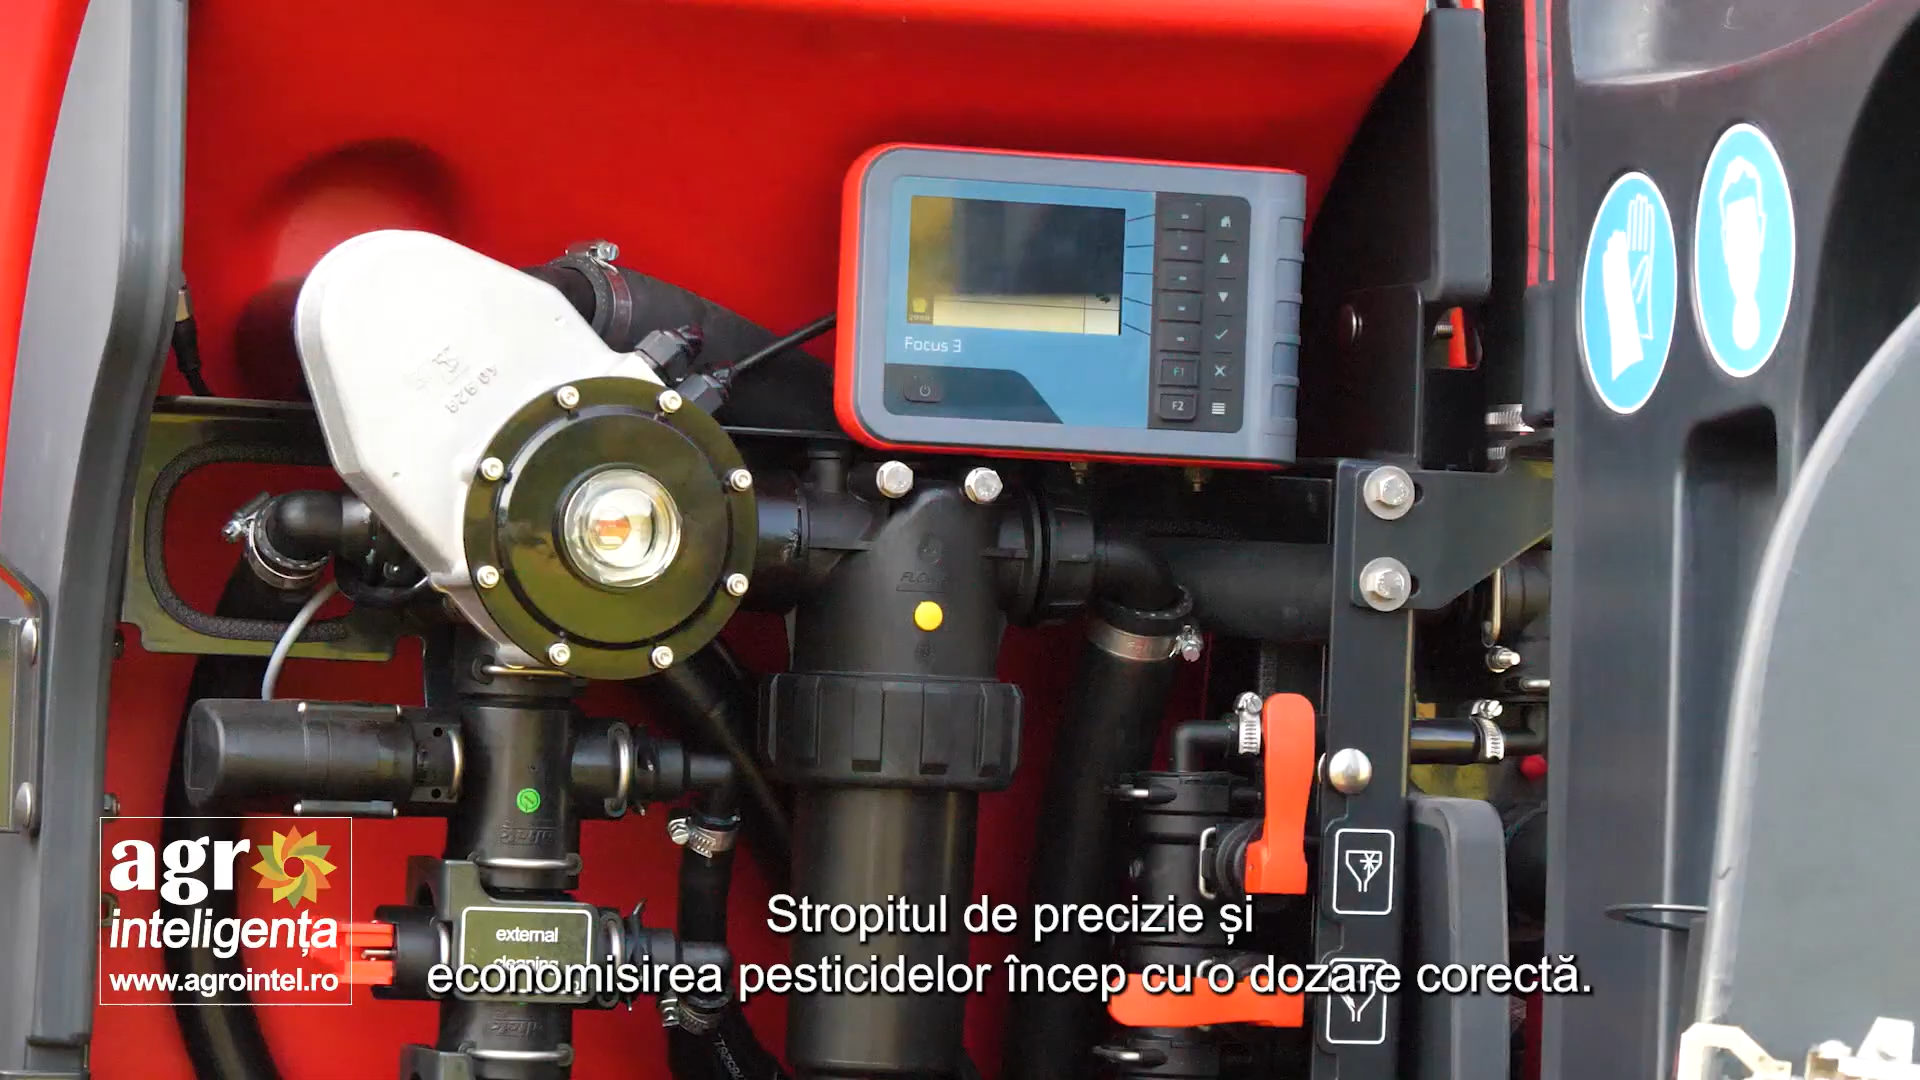 Focus 3
F1
F2
external
cleaning
agr
inteligența
www.agrointel.ro
Stropitul de precizie și
economisirea pesticidelor încep cu o dozare corectă.